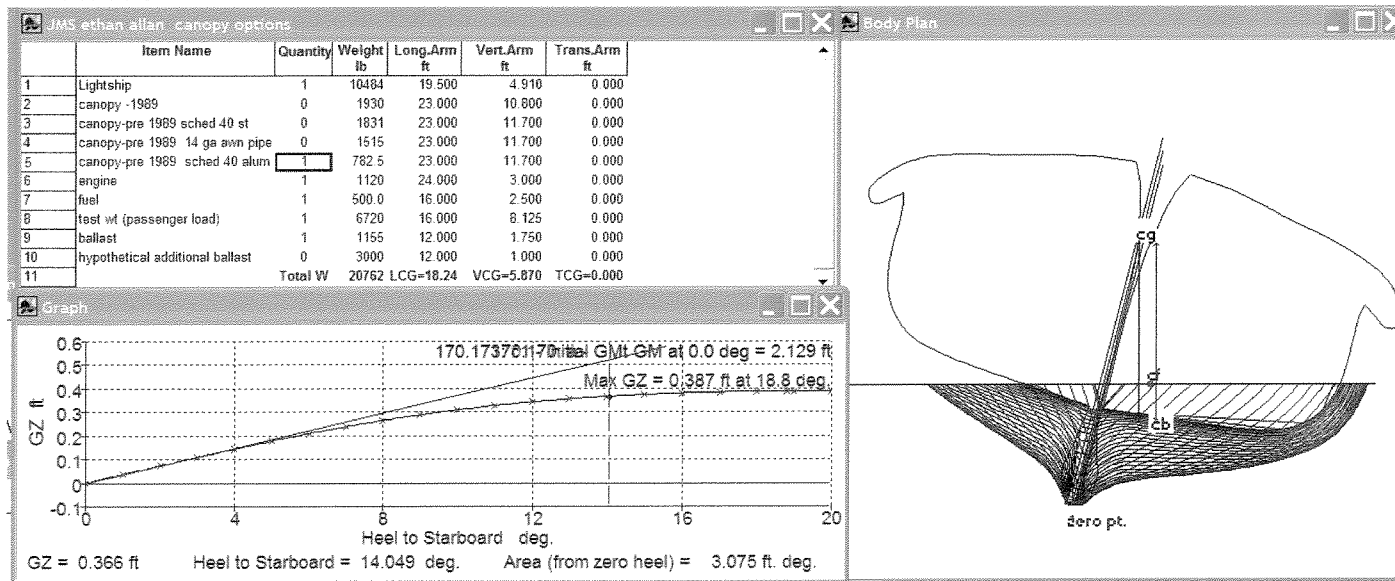 JMS ethan allan canopy options
Item Name Quantity Weight lb Long.Arm ft Vert.Arm ft Trans.Arm ft
1 Lightship 1 10484 19.500 4.910 0.000
2 canopy -1989 0 1930 23.000 10.800 0.000
3 canopy-pre 1989 sched 40 st 0 1831 23.000 11.700 0.000
4 canopy-pre 1989 14 ga awn pipe 0 1515 23.000 11.700 0.000
5 canopy-pre 1989 sched 40 alum 1 782.5 23.000 11.700 0.000
6 engine 1 1120 24.000 3.000 0.000
7 fuel 1 500.0 16.000 2.500 0.000
8 test wt (passenger load) 1 6720 16.000 8.125 0.000
9 ballast 1 1155 12.000 1.750 0.000
10 hypothetical additional ballast 0 3000 12.000 1.000 0.000
11 Total W 20762 LCG=18.24 VCG=5.870 TCG=0.000
Body Plan
cg
cb
zero pt.
Graph
GM at 0.0 deg = 2.129 ft
Max GZ = 0.387 ft at 18.8 deg.
GZ ft
0.6
0.5
0.4
0.3
0.2
0.1
0
-0.1
0 4 8 12 16 20
Heel to Starboard deg.
GZ = 0.366 ft Heel to Starboard = 14.049 deg. Area (from zero heel) = 3.075 ft. deg.